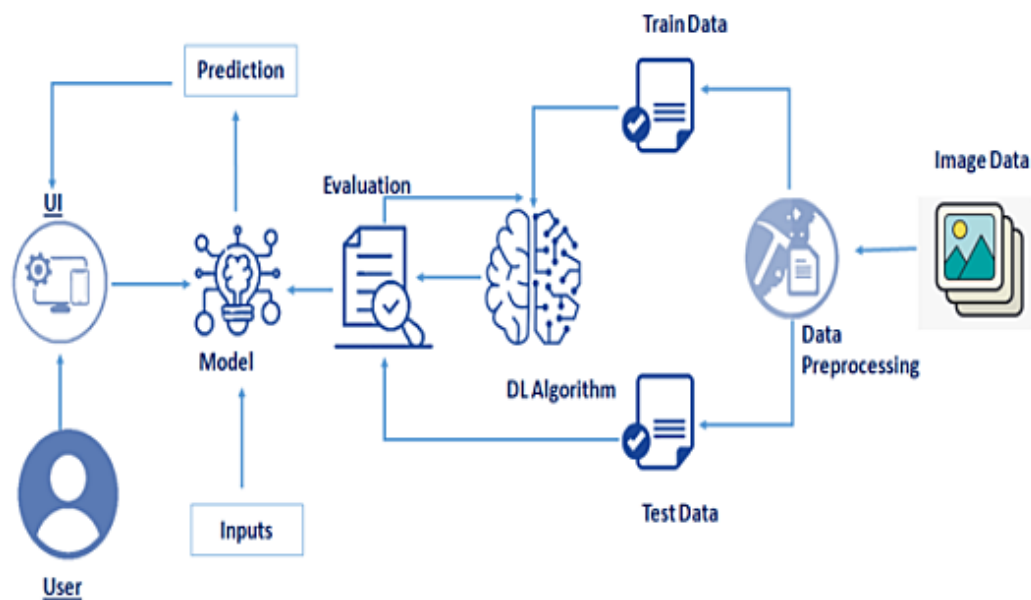 Train Data
Prediction
Image Data
Evaluation
UI
Data
Preprocessing
Model
DL Algorithm
Test Data
Inputs
User